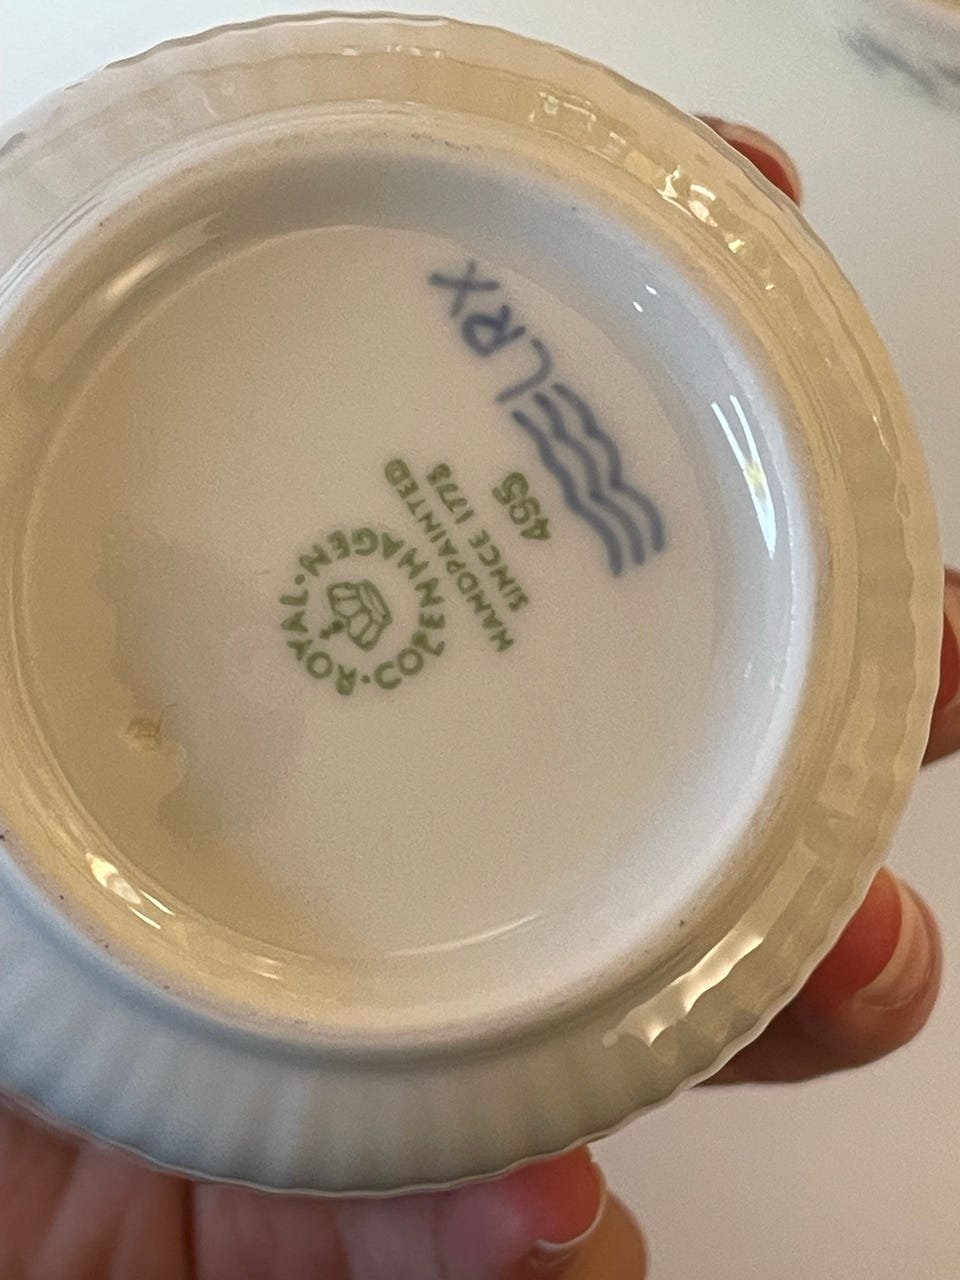 ROYAL · COPENHAGEN ·
HANDPAINTED
SINCE 1775
495
LRX